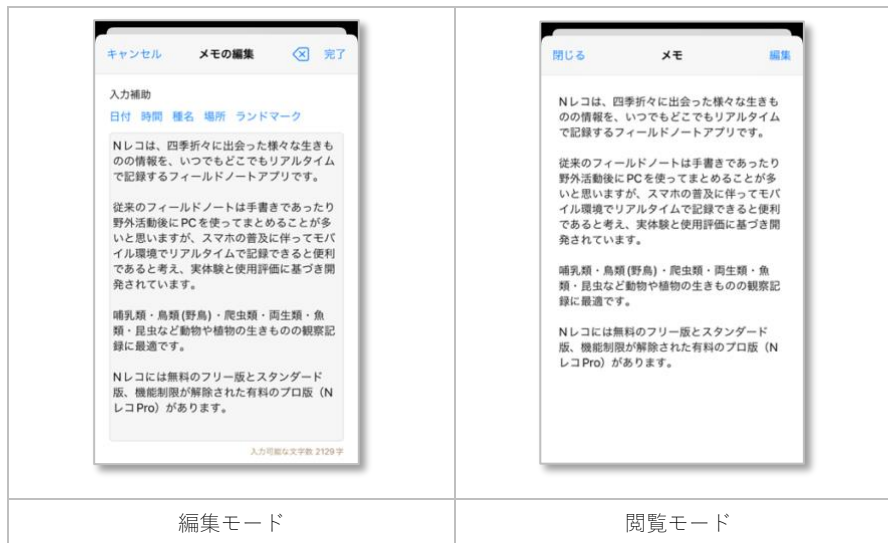 キャンセル メモの編集 完了
入力補助
日付 時間 種名 場所 ランドマーク
Nレコは、四季折々に出会った様々な生きも
のの情報を、いつでもどこでもリアルタイム
で記録するフィールドノートアプリです。
従来のフィールドノートは手書きであったり
野外活動後にPCを使ってまとめることが多
いと思いますが、スマホの普及に伴ってモバ
イル環境でリアルタイムで記録できると便利
であると考え、実体験と使用評価に基づき開
発されています。
哺乳類・鳥類(野鳥)・爬虫類・両生類・魚
類・昆虫など動物や植物の生きものの観察記
録に最適です。
Nレコには無料のフリー版とスタンダード
版、機能制限が解除された有料のプロ版（N
レコPro）があります。
入力可能な文字数 2129字
編集モード
閉じる メモ 編集
Nレコは、四季折々に出会った様々な生きも
のの情報を、いつでもどこでもリアルタイム
で記録するフィールドノートアプリです。
従来のフィールドノートは手書きであったり
野外活動後にPCを使ってまとめることが多
いと思いますが、スマホの普及に伴ってモバ
イル環境でリアルタイムで記録できると便利
であると考え、実体験と使用評価に基づき開
発されています。
哺乳類・鳥類(野鳥)・爬虫類・両生類・魚
類・昆虫など動物や植物の生きものの観察記
録に最適です。
Nレコには無料のフリー版とスタンダード
版、機能制限が解除された有料のプロ版（N
レコPro）があります。
閲覧モード